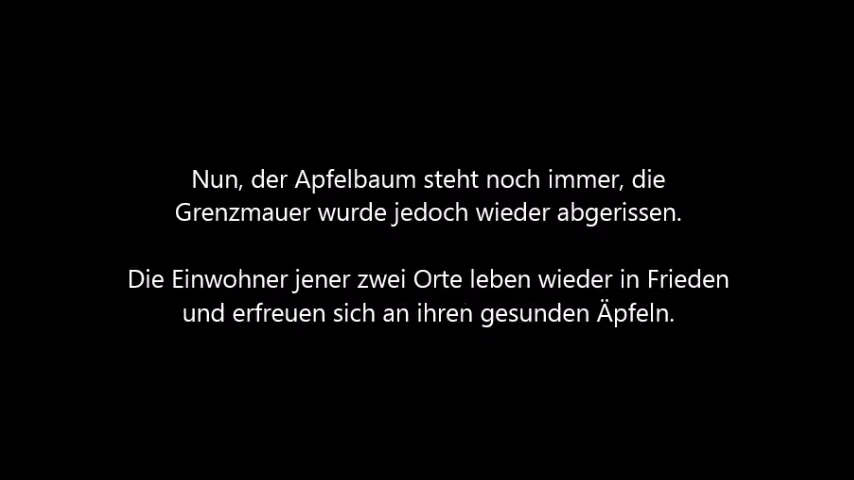 Nun, der Apfelbaum steht noch immer, die
Grenzmauer wurde jedoch wieder abgerissen.
Die Einwohner jener zwei Orte leben wieder in Frieden
und erfreuen sich an ihren gesunden Äpfeln.